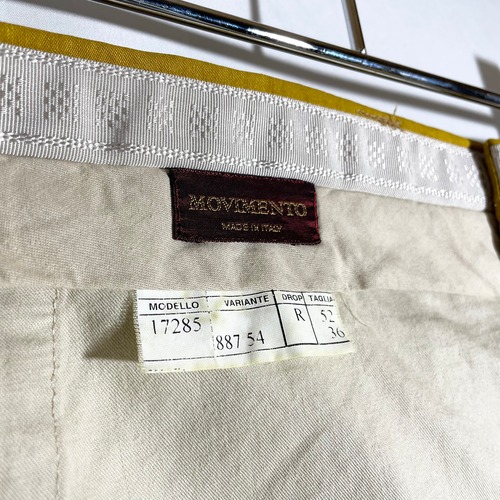 MOVIMENTO
MADE IN ITALY
MODELLO VARIANTE DROP TAGLIA
17285 887 54 R 52
36